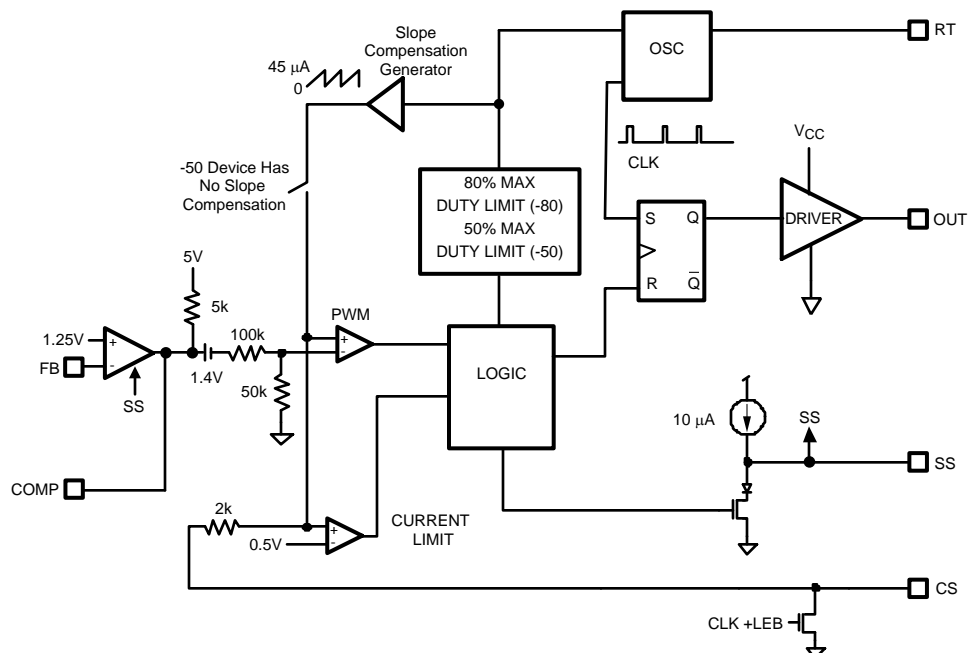 Slope
Compensation
Generator
45 μA
0
OSC
RT
CLK
VCC
-50 Device Has
No Slope
Compensation
80% MAX
DUTY LIMIT (-80)
50% MAX
DUTY LIMIT (-50)
S Q
R Q̅
DRIVER
OUT
5V
5k
PWM
1.25V
+
-
FB
SS
1.4V
100k
50k
+
-
LOGIC
10 μA
SS
SS
COMP
2k
0.5V
+
-
CURRENT
LIMIT
CS
CLK +LEB